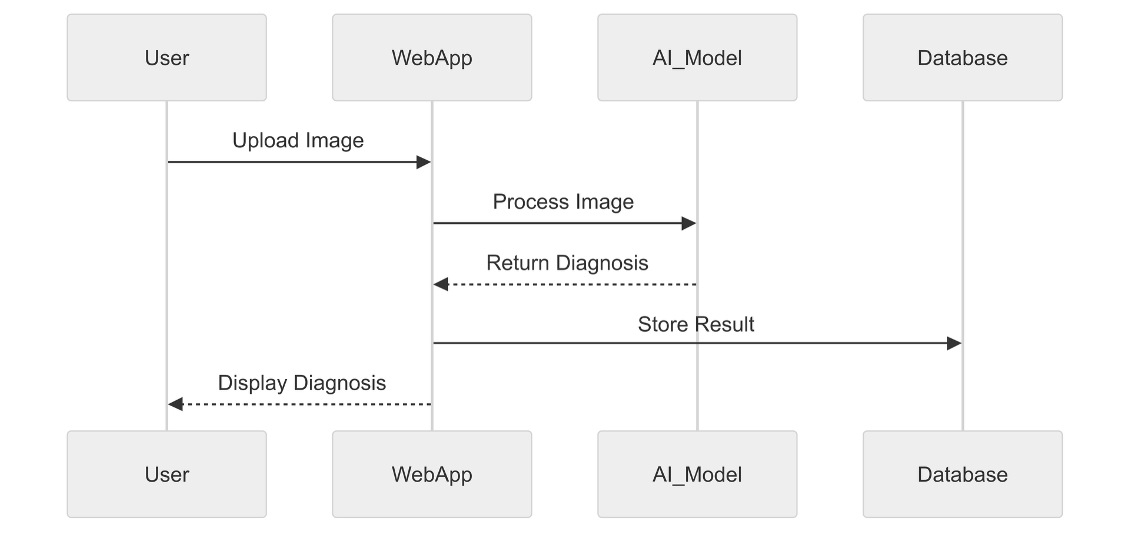 User
WebApp
AI_Model
Database
Upload Image
Process Image
Return Diagnosis
Store Result
Display Diagnosis
User
WebApp
AI_Model
Database